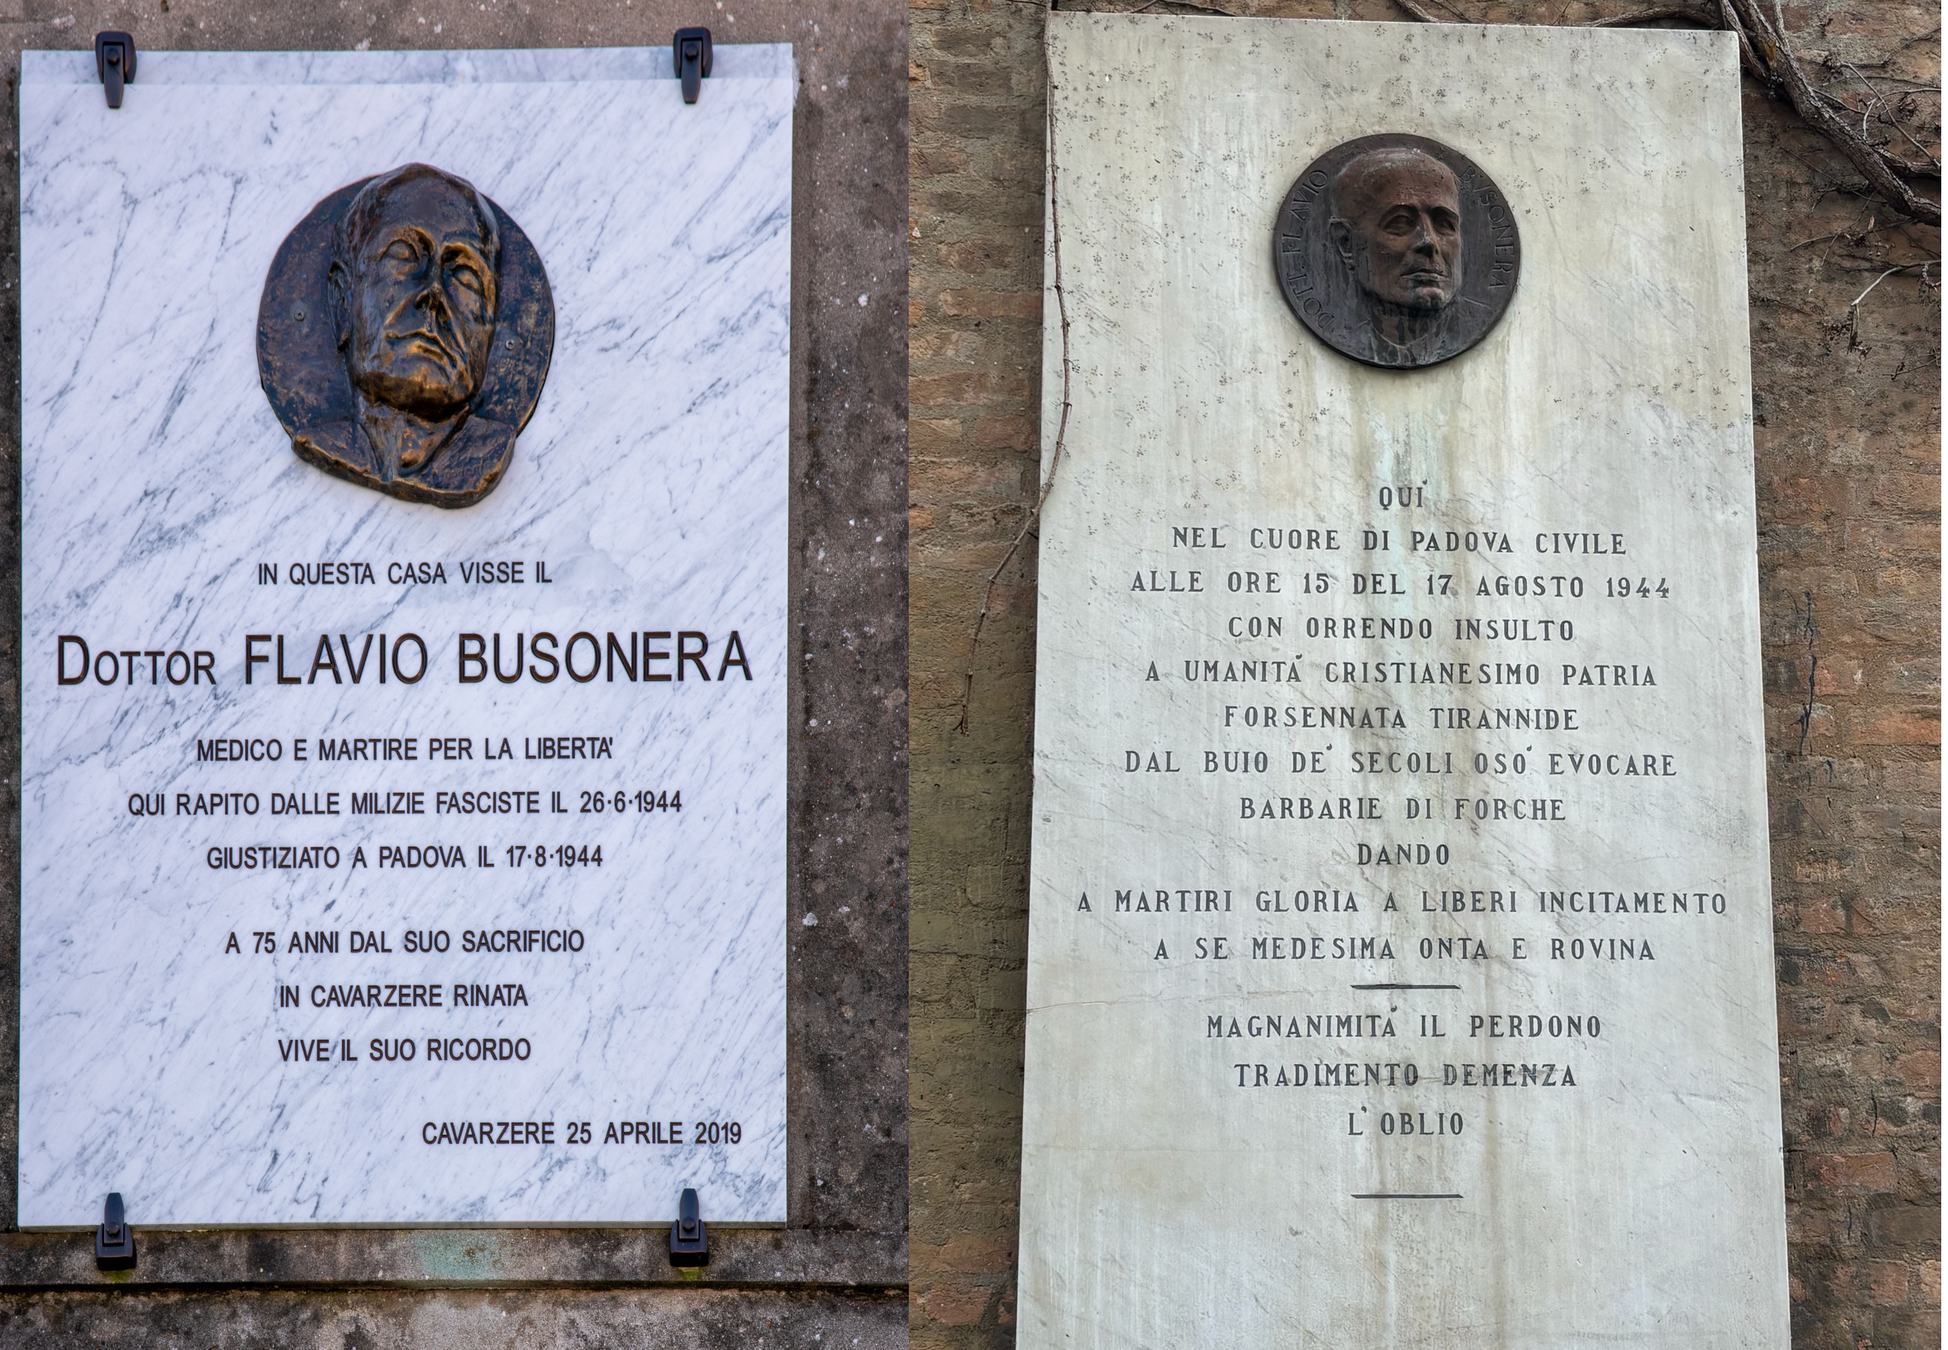 IN QUESTA CASA VISSE IL
DOTTOR FLAVIO BUSONERA
MEDICO E MARTIRE PER LA LIBERTA'
QUI RAPITO DALLE MILIZIE FASCISTE IL 26·6·1944
GIUSTIZIATO A PADOVA IL 17·8·1944
A 75 ANNI DAL SUO SACRIFICIO
IN CAVARZERE RINATA
VIVE IL SUO RICORDO
CAVARZERE 25 APRILE 2019
DOTT. FLAVIO BUSONERA
QUI
NEL CUORE DI PADOVA CIVILE
ALLE ORE 15 DEL 17 AGOSTO 1944
CON ORRENDO INSULTO
A UMANITÁ CRISTIANESIMO PATRIA
FORSENNATA TIRANNIDE
DAL BUIO DE' SECOLI OSÓ EVOCARE
BARBARIE DI FORCHE
DANDO
A MARTIRI GLORIA A LIBERI INCITAMENTO
A SE MEDESIMA ONTA E ROVINA
MAGNANIMITÁ IL PERDONO
TRADIMENTO DEMENZA
L'OBLIO